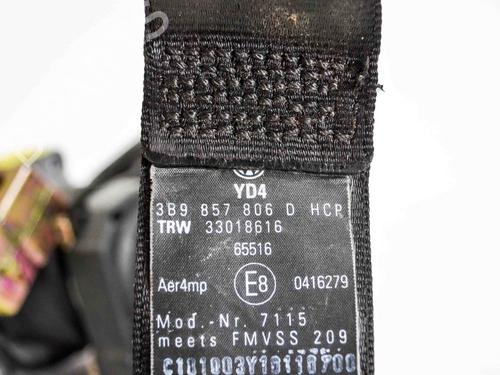 YD4
3B9 857 806 D HCP
TRW 33018616
65516
Aer4mp E8 0416279
Mod.-Nr. 7115
meets FMVSS 209